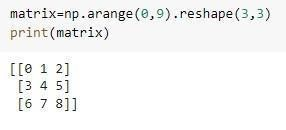 matrix=np.arange(0,9).reshape(3,3)
print(matrix)
[[0 1 2]
 [3 4 5]
 [6 7 8]]